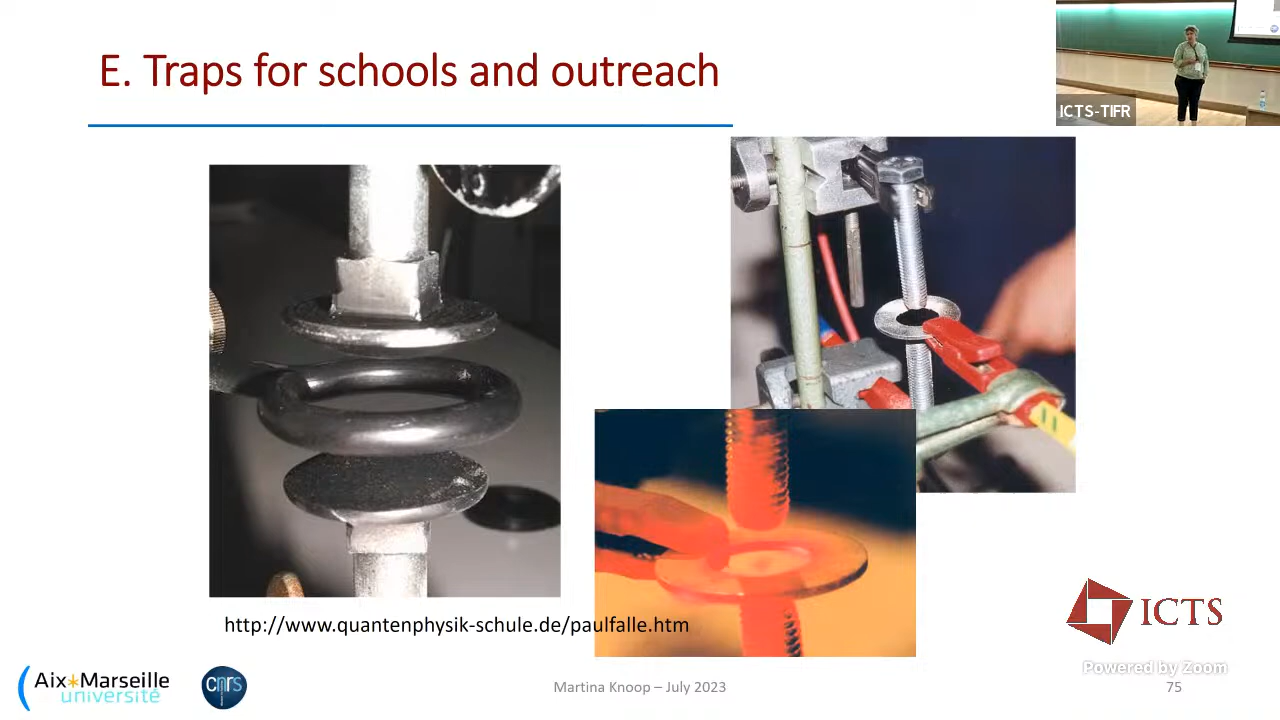 E. Traps for schools and outreach
ICTS-TIFR
http://www.quantenphysik-schule.de/paulfalle.htm
ICTS
Powered by Zoom
Aix*Marseille
université
cnrs
Martina Knoop – July 2023
75